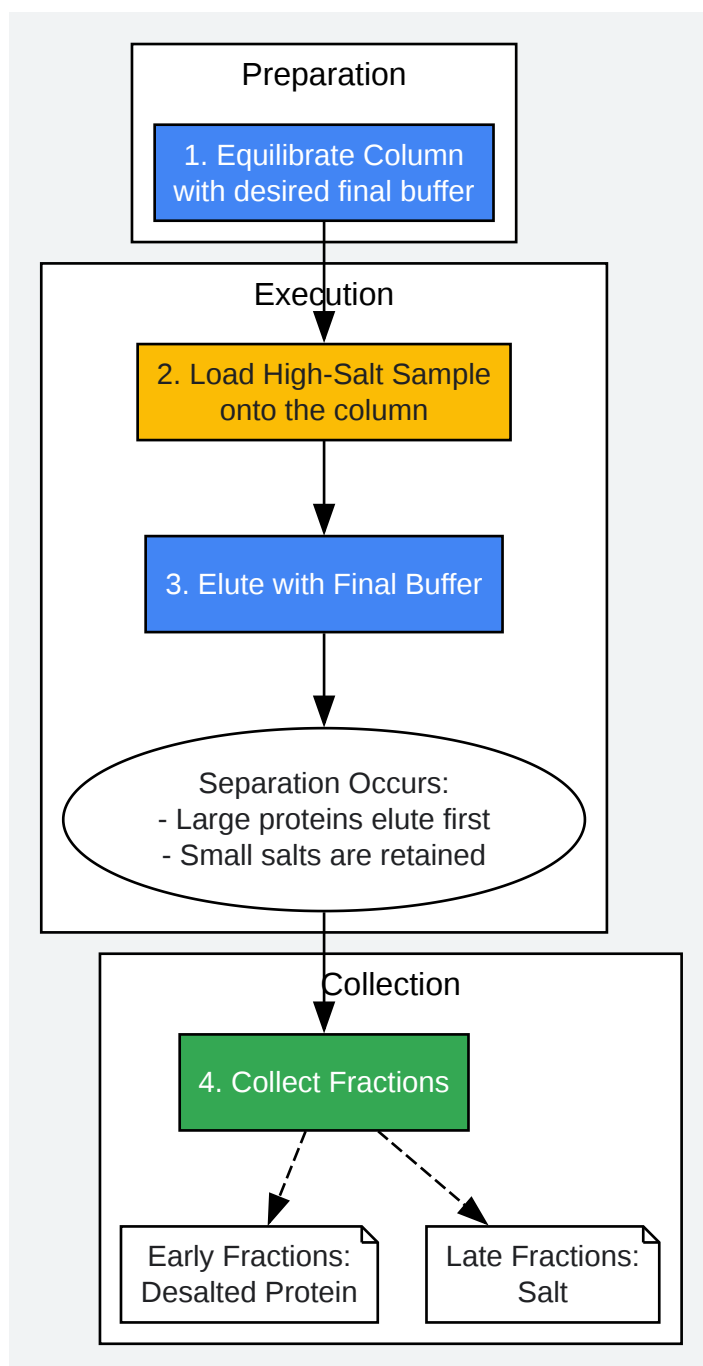 Preparation
1. Equilibrate Column
with desired final buffer
Execution
2. Load High-Salt Sample
onto the column
3. Elute with Final Buffer
Separation Occurs:
- Large proteins elute first
- Small salts are retained
Collection
4. Collect Fractions
Early Fractions:
Desalted Protein
Late Fractions:
Salt